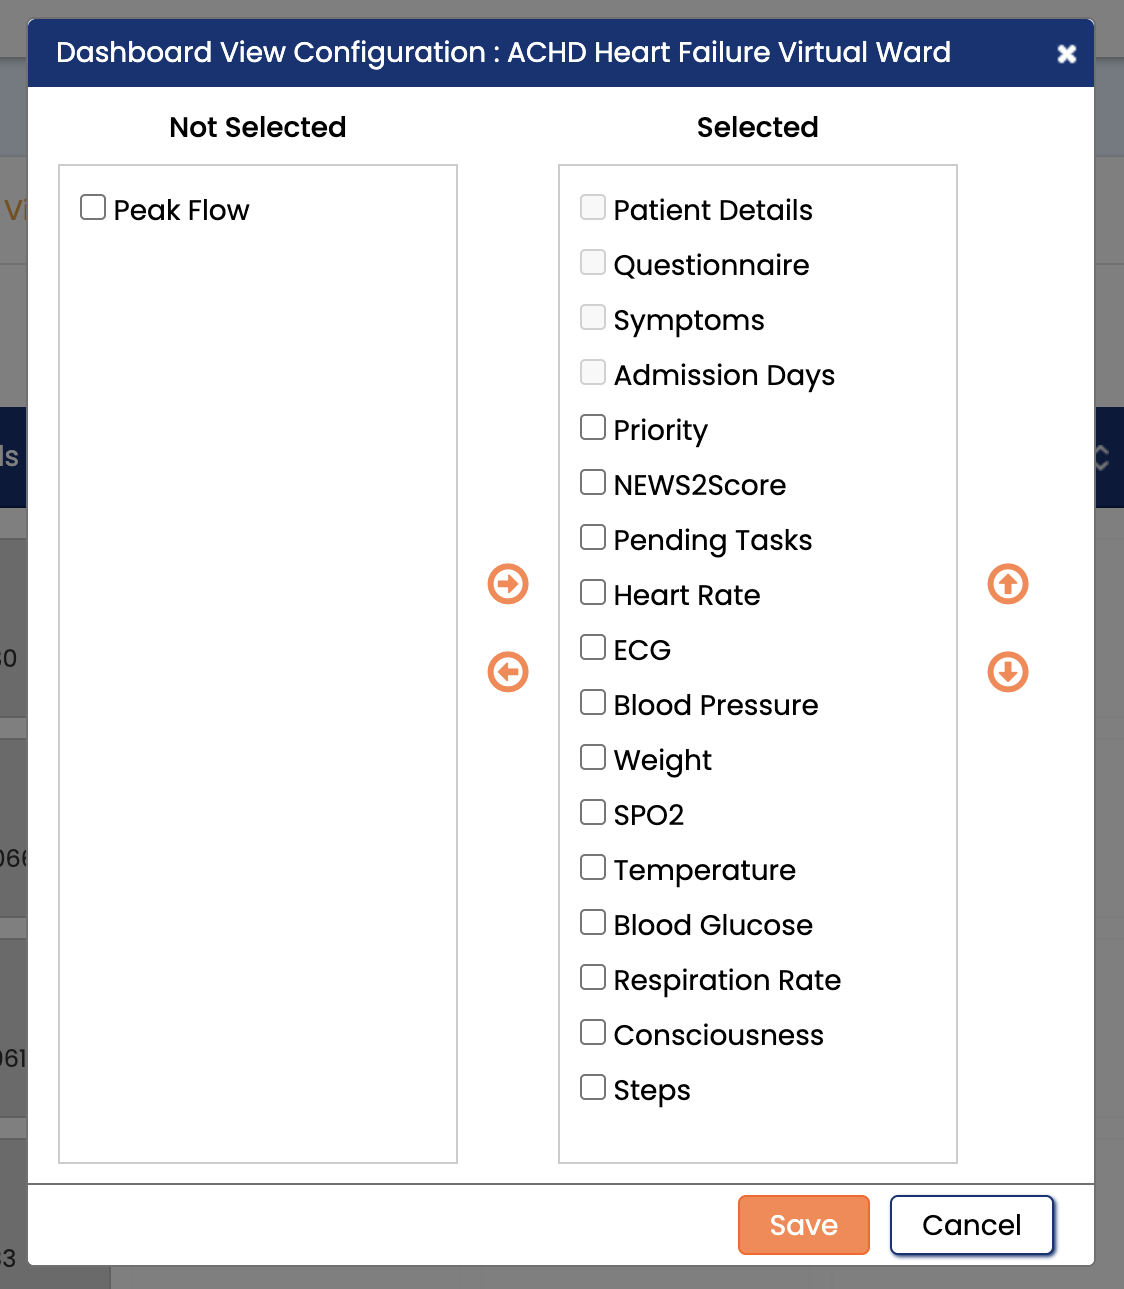 Dashboard View Configuration : ACHD Heart Failure Virtual Ward
Not Selected
Selected
Peak Flow
Patient Details
Questionnaire
Symptoms
Admission Days
Priority
NEWS2Score
Pending Tasks
Heart Rate
ECG
Blood Pressure
Weight
SPO2
Temperature
Blood Glucose
Respiration Rate
Consciousness
Steps
Save
Cancel